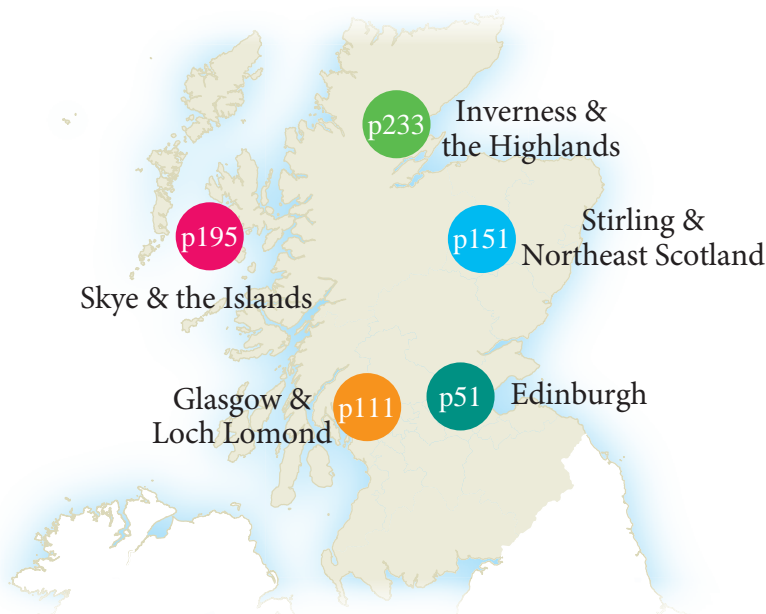 p233
Inverness &
the Highlands
p195
Skye & the Islands
p151
Stirling &
Northeast Scotland
Glasgow &
Loch Lomond
p111
p51
Edinburgh